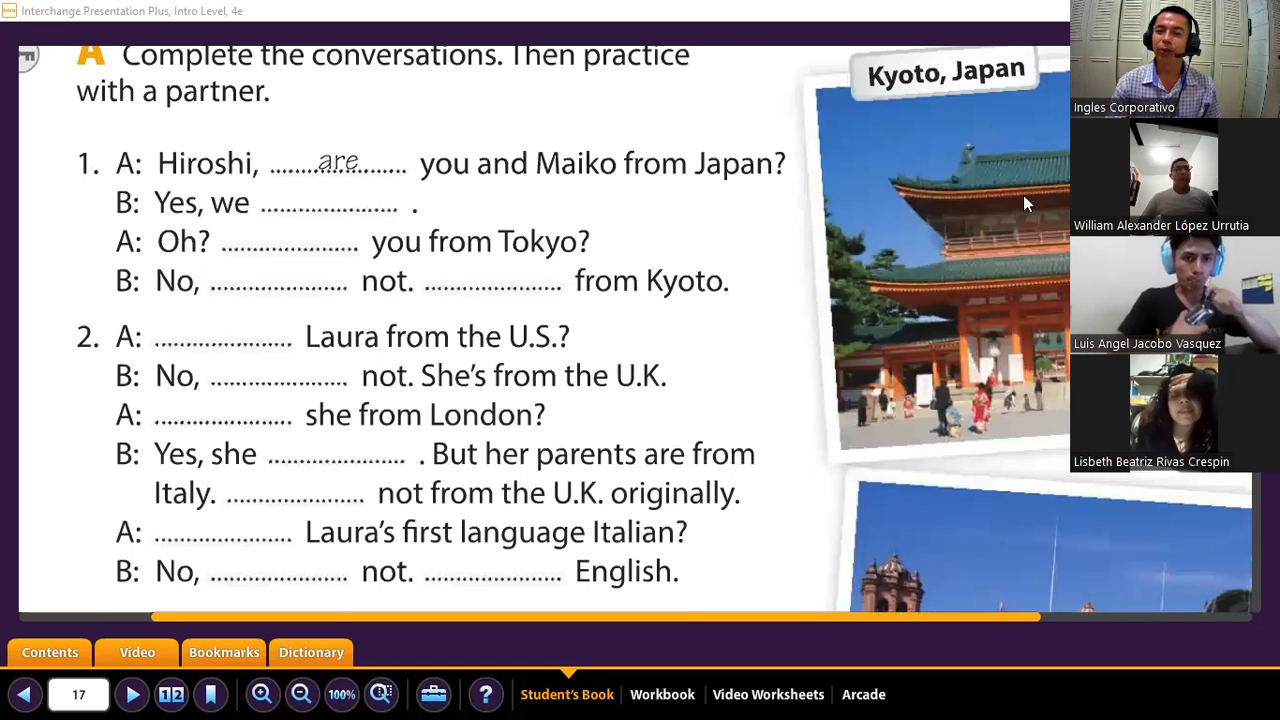 Interchange Presentation Plus, Intro Level, 4e
A Complete the conversations. Then practice
with a partner.
Kyoto, Japan
1. A: Hiroshi, ........are........ you and Maiko from Japan?
B: Yes, we ........................ .
A: Oh? ........................ you from Tokyo?
B: No, ........................ not. ........................ from Kyoto.
2. A: ........................ Laura from the U.S.?
B: No, ........................ not. She's from the U.K.
A: ........................ she from London?
B: Yes, she ........................ . But her parents are from
Italy. ........................ not from the U.K. originally.
A: ........................ Laura's first language Italian?
B: No, ........................ not. ........................ English.
Ingles Corporativo
William Alexander López Urrutia
Luis Angel Jacobo Vasquez
Lisbeth Beatriz Rivas Crespin
Contents Video Bookmarks Dictionary
17 12 100% ? Student's Book Workbook Video Worksheets Arcade